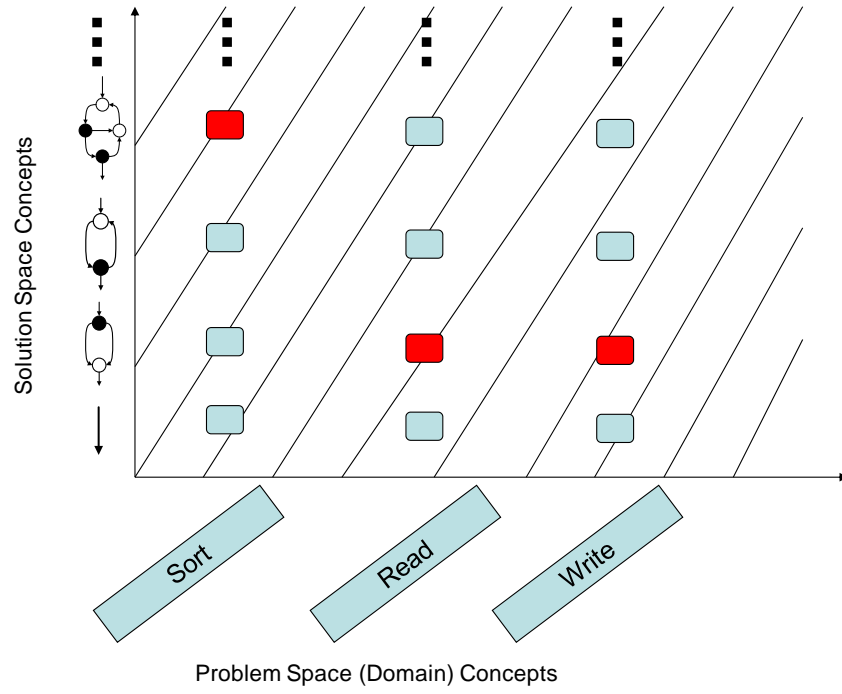 Solution Space Concepts
Sort
Read
Write
Problem Space (Domain) Concepts